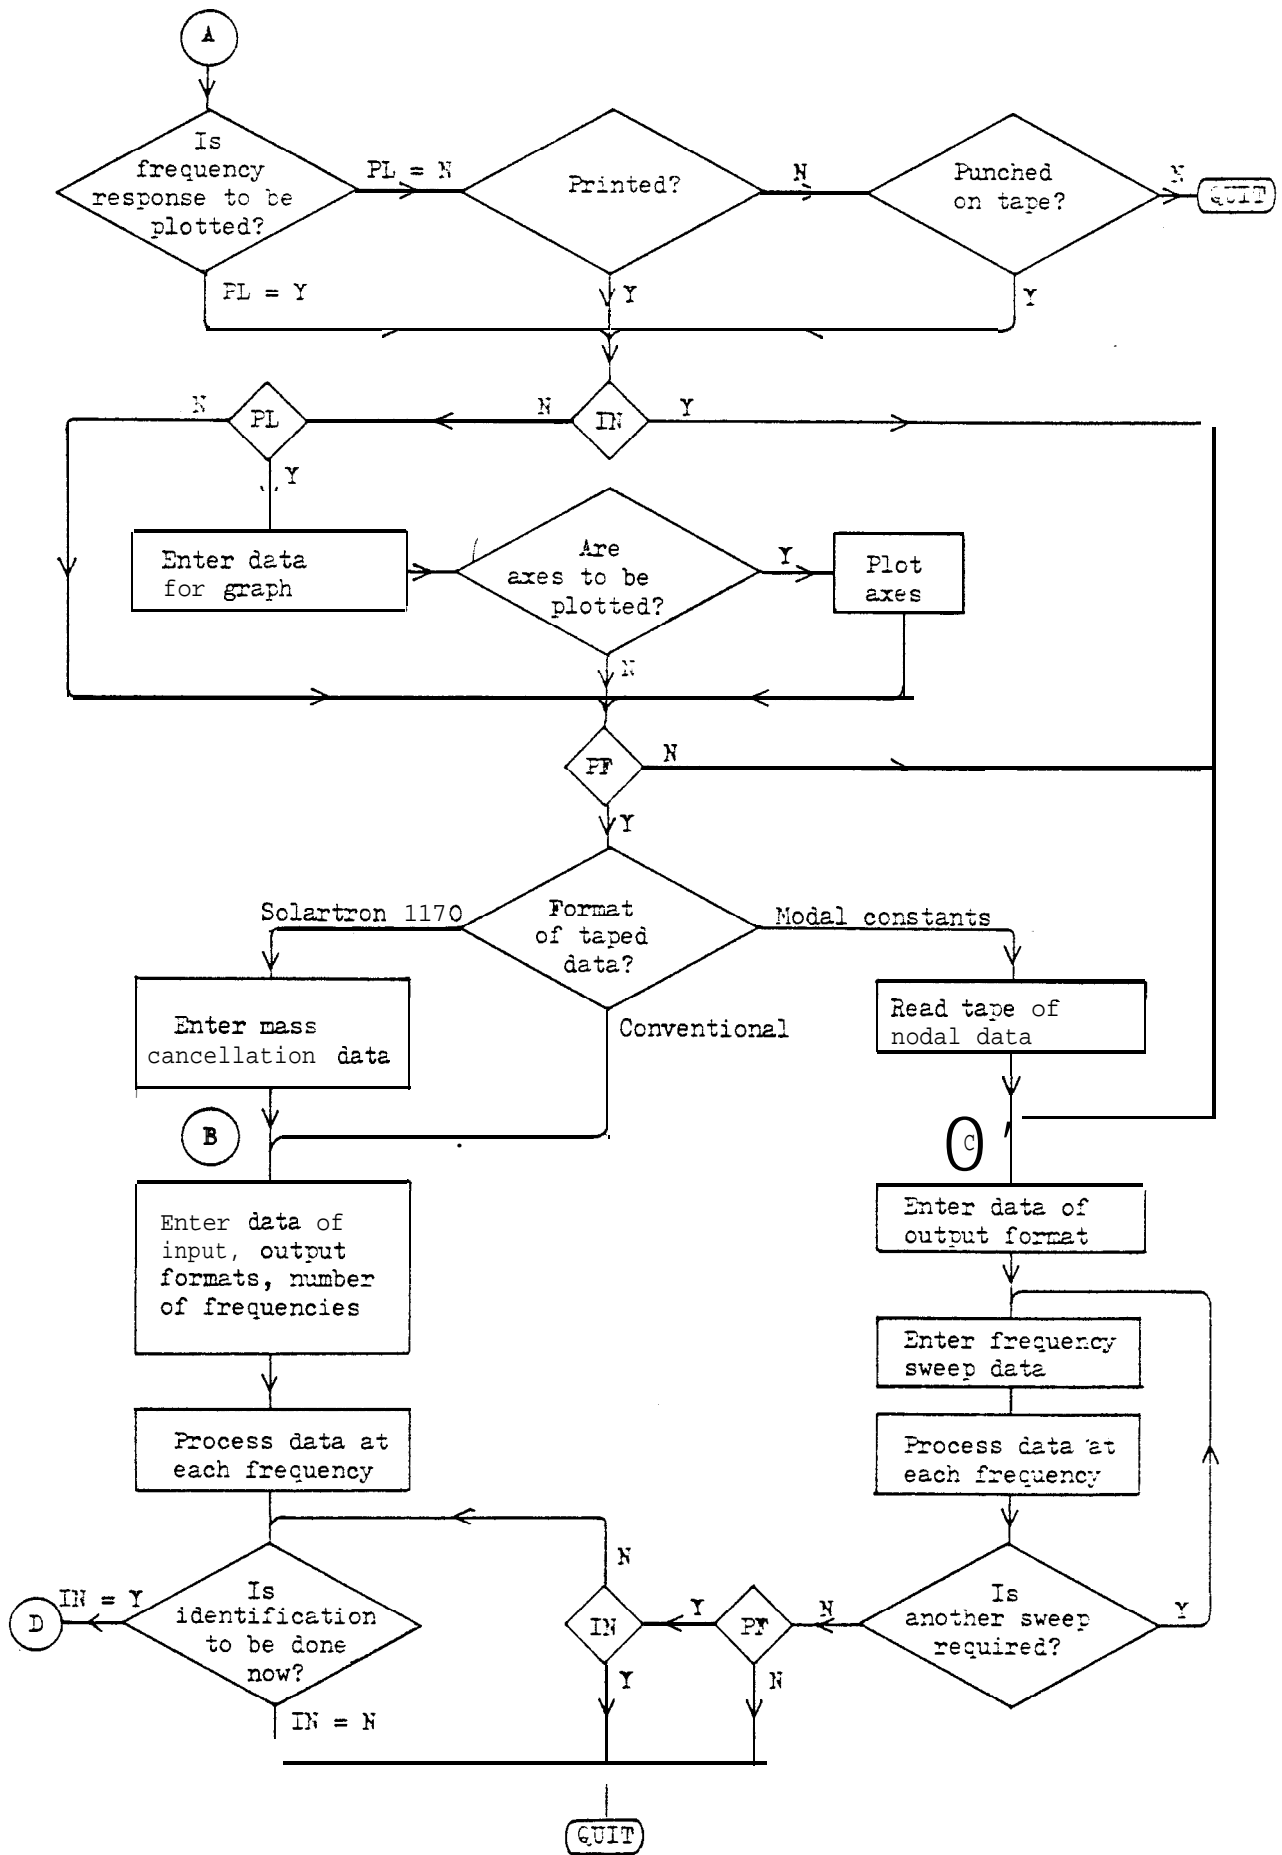 A
Is
frequency
response to be
plotted?
PL = N
Printed?
N
Punched
on tape?
N
QUIT
PL = Y
Y
Y
N
PL
N
IN
Y
Y
Enter data
for graph
Are
axes to be
plotted?
Y
Plot
axes
N
PF
N
Y
Solartron 1170
Format
of taped
data?
Modal constants
Enter mass
cancellation data
Conventional
Read tape of
nodal data
B
C
Enter data of
input, output
formats, number
of frequencies
Enter data of
output format
Enter frequency
sweep data
Process data at
each frequency
Process data at
each frequency
N
D
IN = Y
Is
identification
to be done
now?
IN
Y
PF
N
Is
another sweep
required?
Y
Y
N
IN = N
QUIT